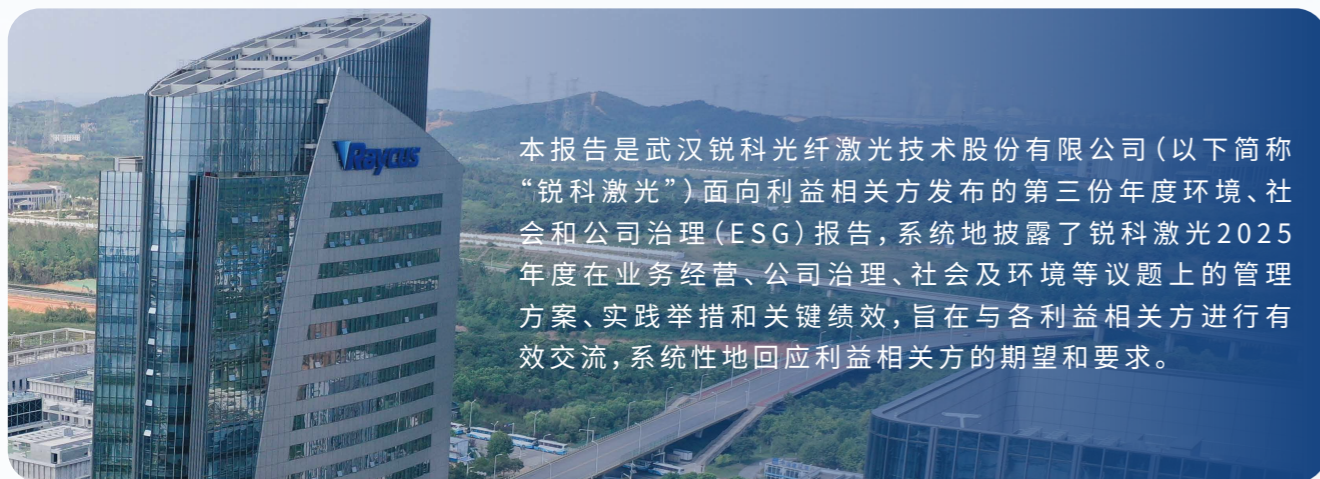 Raycus
本报告是武汉锐科光纤激光技术股份有限公司（以下简称
“锐科激光”）面向利益相关方发布的第三份年度环境、社
会和公司治理（ESG）报告，系统地披露了锐科激光2025
年度在业务经营、公司治理、社会及环境等议题上的管理
方案、实践举措和关键绩效，旨在与各利益相关方进行有
效交流，系统性地回应利益相关方的期望和要求。